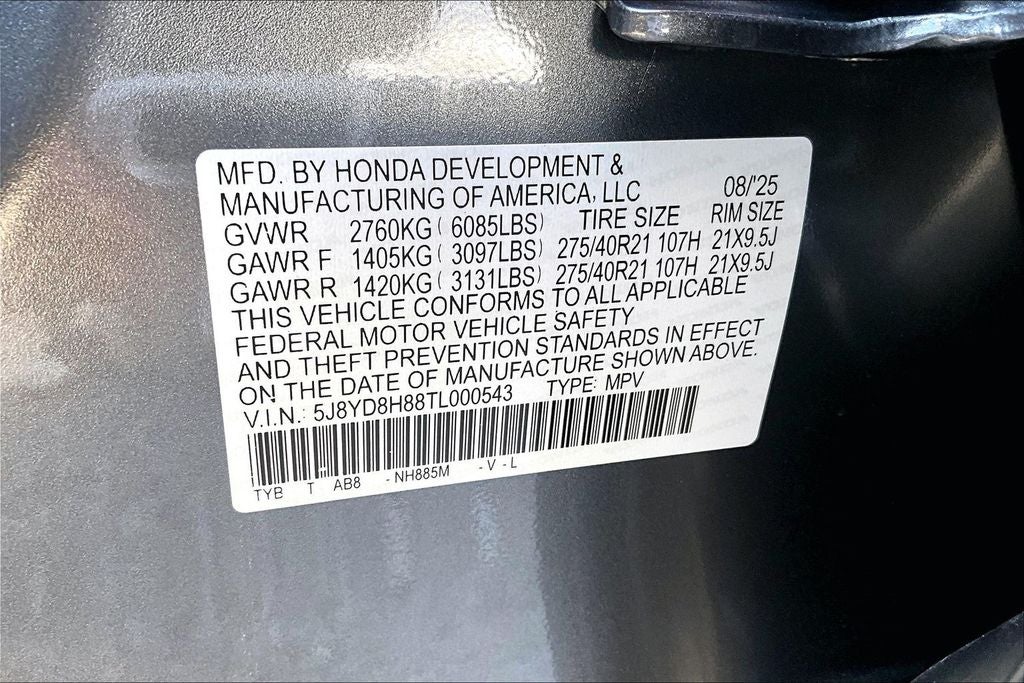 MFD. BY HONDA DEVELOPMENT &
MANUFACTURING OF AMERICA, LLC 08/'25
GVWR 2760KG ( 6085LBS) TIRE SIZE RIM SIZE
GAWR F 1405KG ( 3097LBS) 275/40R21 107H 21X9.5J
GAWR R 1420KG ( 3131LBS) 275/40R21 107H 21X9.5J
THIS VEHICLE CONFORMS TO ALL APPLICABLE
FEDERAL MOTOR VEHICLE SAFETY
AND THEFT PREVENTION STANDARDS IN EFFECT
ON THE DATE OF MANUFACTURE SHOWN ABOVE.
V.I.N.: 5J8YD8H88TL000543 TYPE: MPV
TYB T AB8 - NH885M - V - L